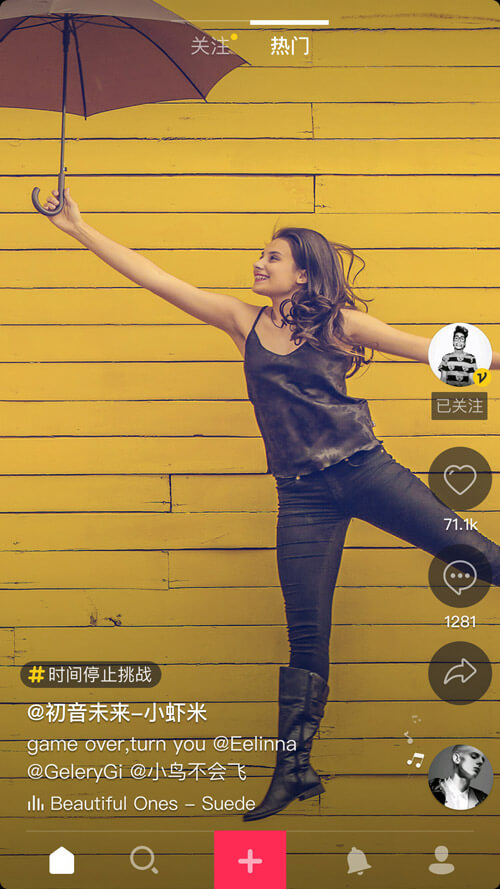 关注 热门
已关注
71.1k
1281
#时间停止挑战
@初音未来-小虾米
game over,turn you @Eelinna
@GeleryGi @小鸟不会飞
Beautiful Ones - Suede